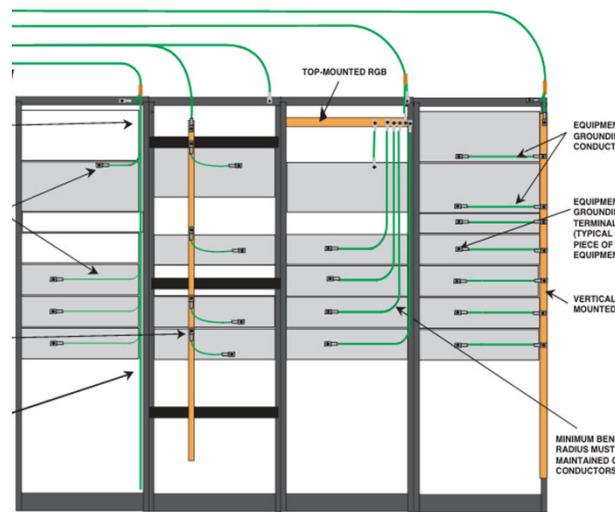 TOP-MOUNTED RGB
EQUIPMEN
GROUNDI
CONDUCT
EQUIPME
GROUNDI
TERMINAL
(TYPICAL
PIECE OF
EQUIPMEN
VERTICAL
MOUNTED
MINIMUM BEN
RADIUS MUST
MAINTAINED O
CONDUCTORS